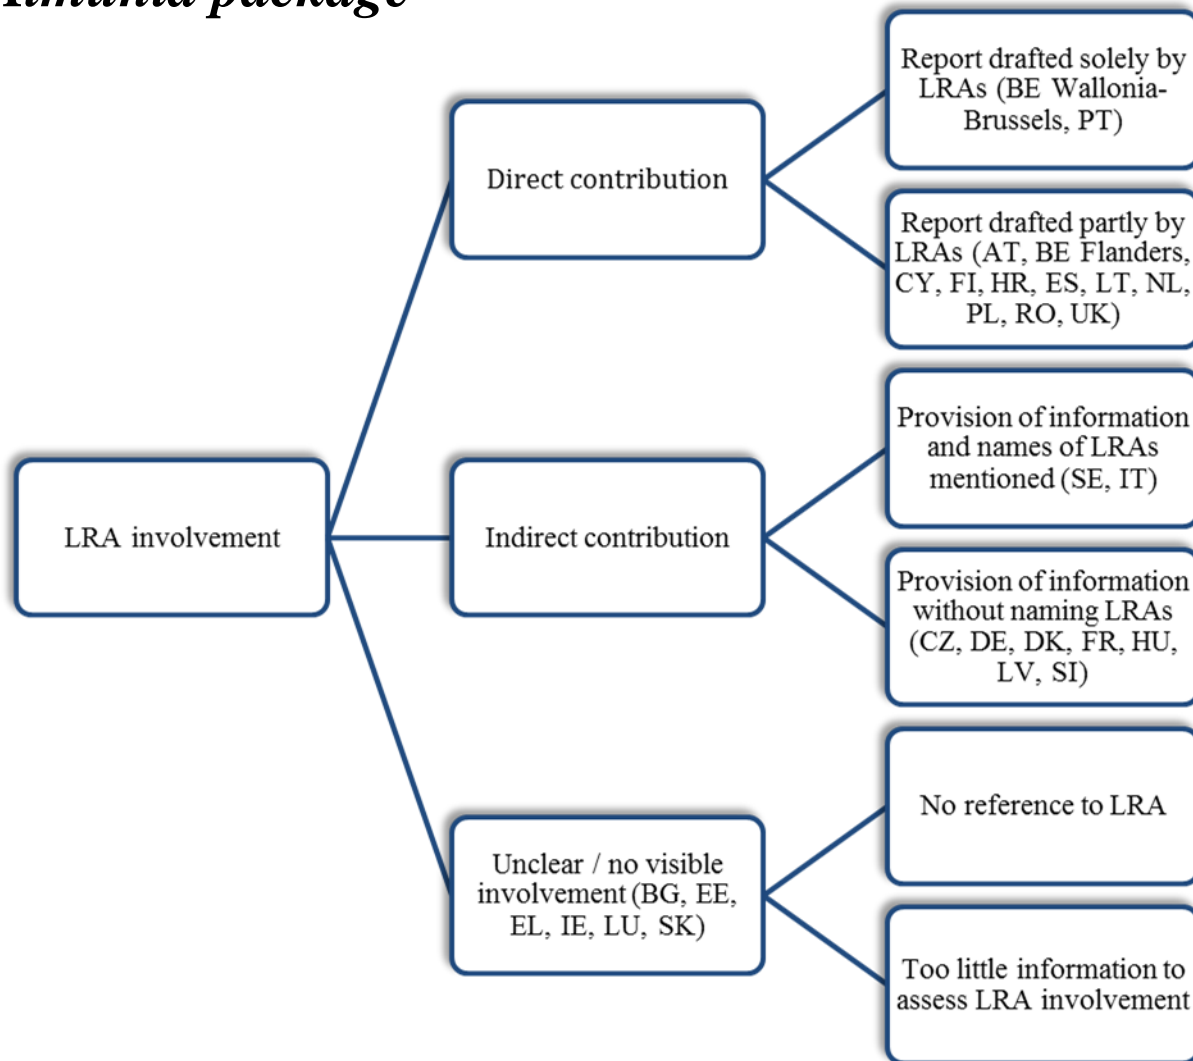 package
Report drafted solely by
LRAs (BE Wallonia-
Brussels, PT)
Direct contribution
Report drafted partly by
LRAs (AT, BE Flanders,
CY, FI, HR, ES, LT, NL,
PL, RO, UK)
Provision of information
and names of LRAs
mentioned (SE, IT)
LRA involvement
Indirect contribution
Provision of information
without naming LRAs
(CZ, DE, DK, FR, HU,
LV, SI)
No reference to LRA
Unclear / no visible
involvement (BG, EE,
EL, IE, LU, SK)
Too little information to
assess LRA involvement